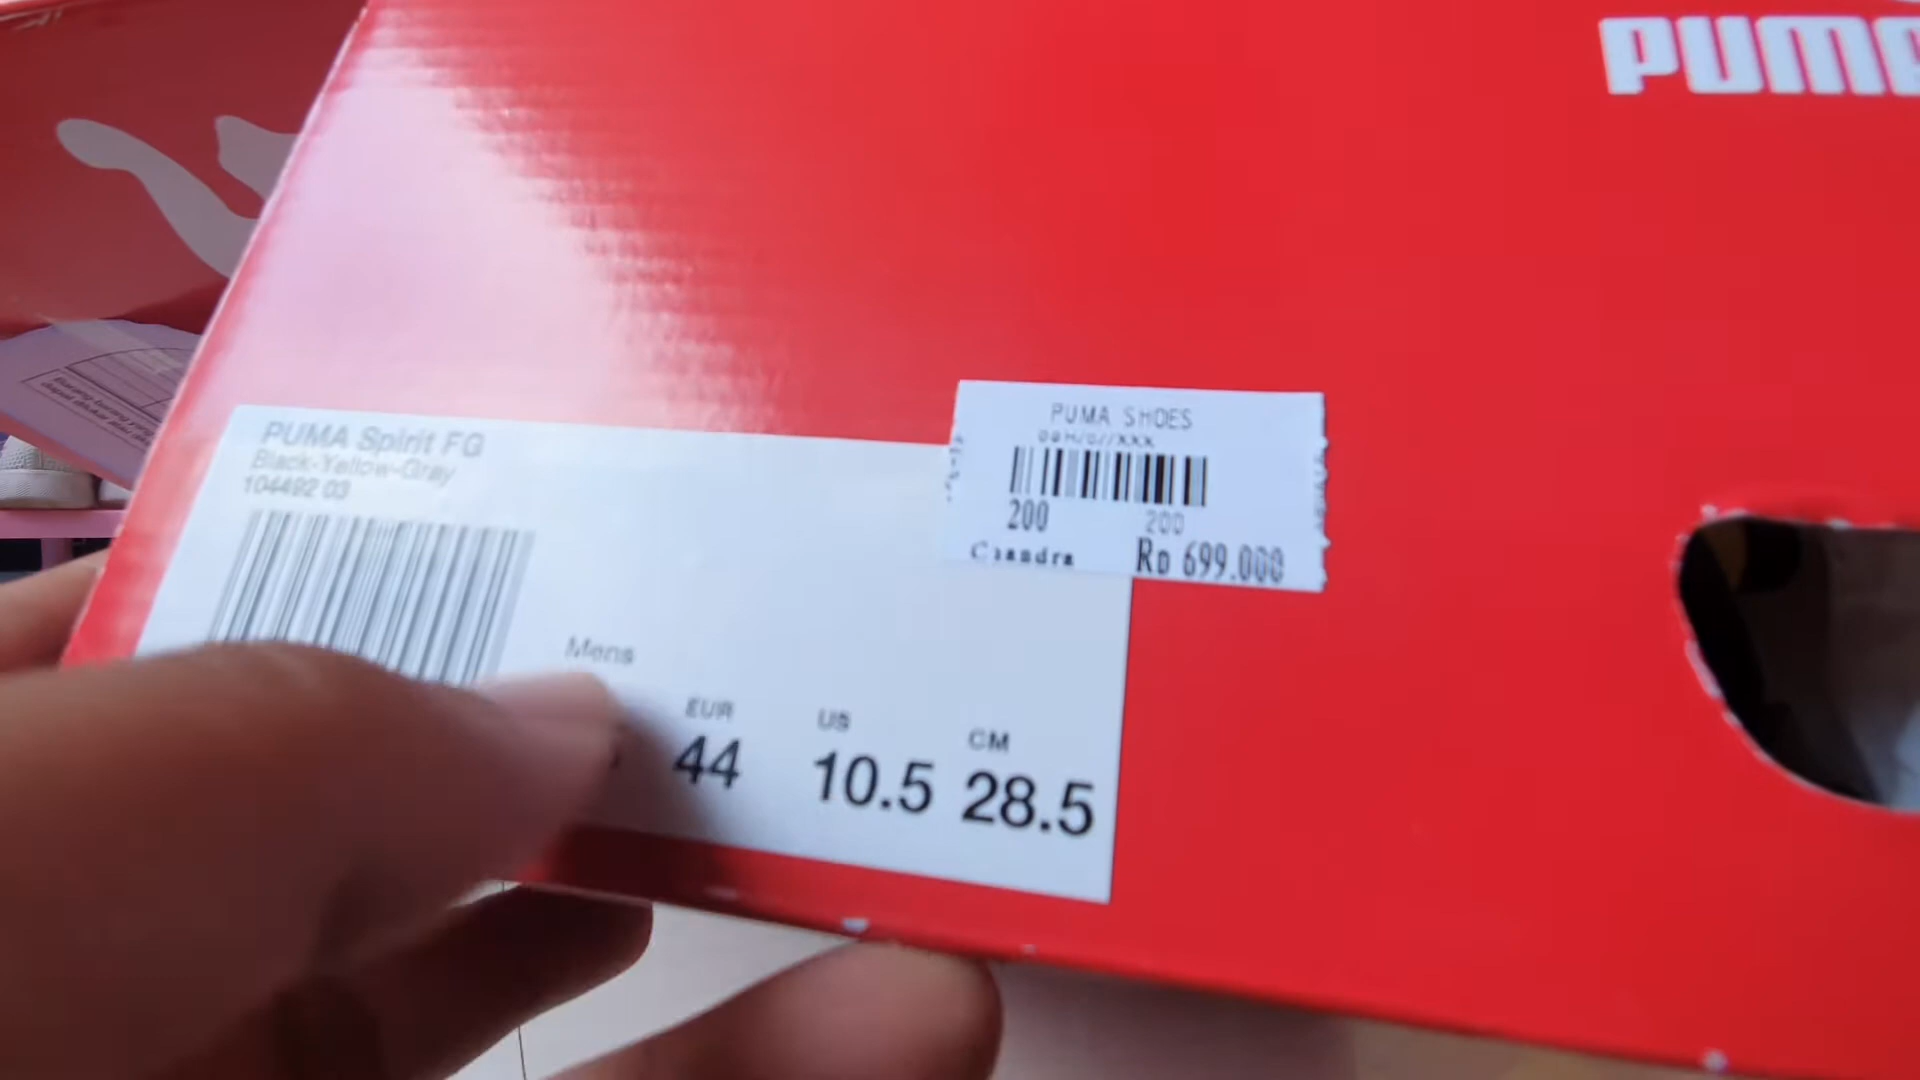 PUMA
PUMA SHOES
200 200
Rp 699.000
PUMA Spirit FG
Black-Yellow-Gray
104492 03
Mens
EUR US CM
44 10.5 28.5